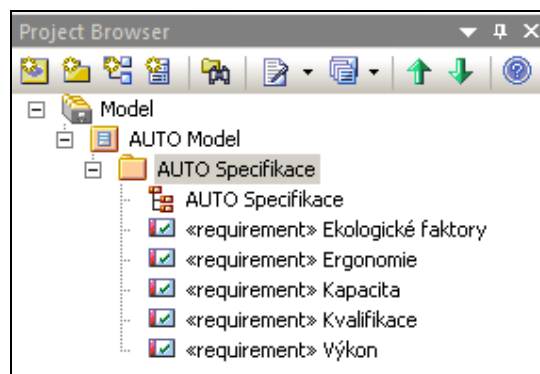 Project Browser
Model
AUTO Model
AUTO Specifikace
AUTO Specifikace
«requirement» Ekologické faktory
«requirement» Ergonomie
«requirement» Kapacita
«requirement» Kvalifikace
«requirement» Výkon